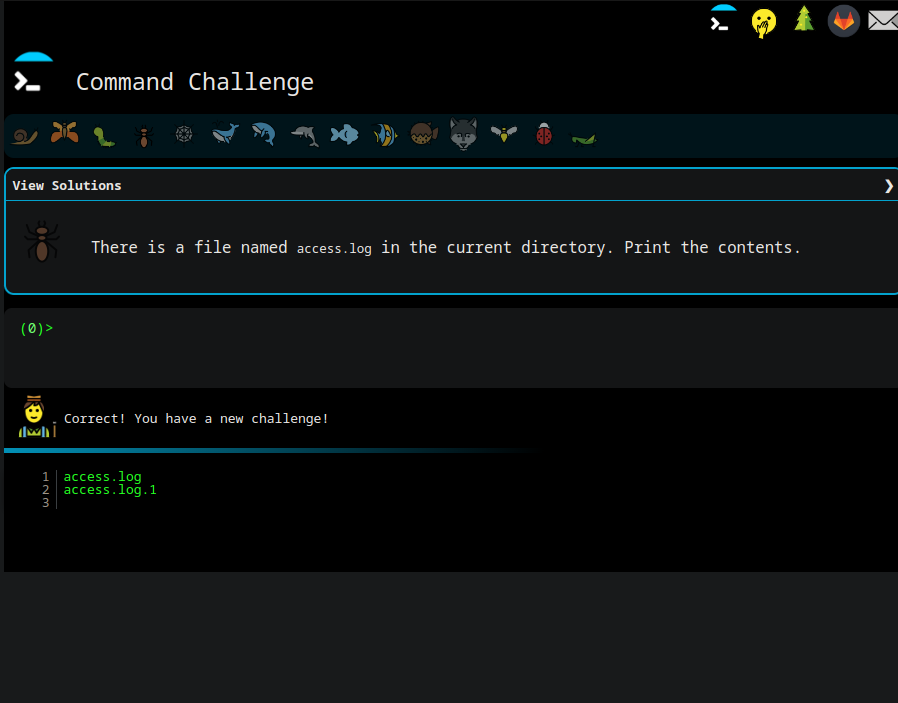 Command Challenge
View Solutions
There is a file named access.log in the current directory. Print the contents.
(0)>
Correct! You have a new challenge!
1 access.log
2 access.log.1
3